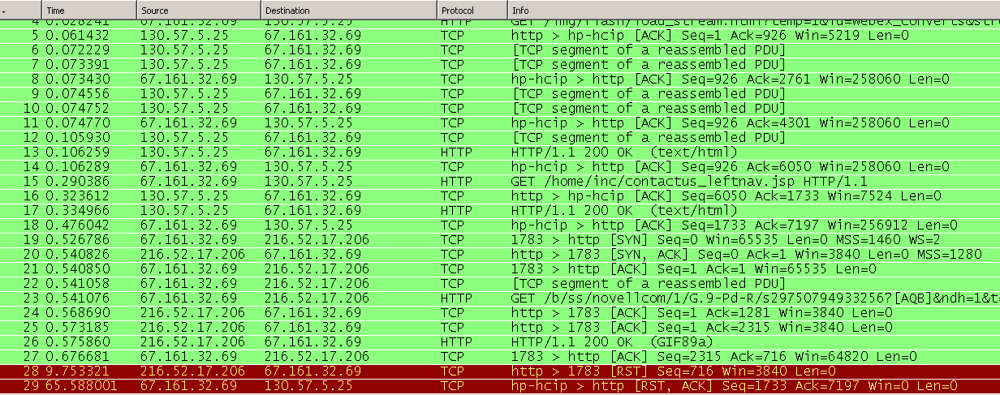 Time Source Destination Protocol Info
4 0.028241 67.161.32.69 130.57.5.25 HTTP
5 0.061432 130.57.5.25 67.161.32.69 TCP http > hp-hcip [ACK] Seq=1 Ack=926 Win=5219 Len=0
6 0.072229 130.57.5.25 67.161.32.69 TCP [TCP segment of a reassembled PDU]
7 0.073391 130.57.5.25 67.161.32.69 TCP [TCP segment of a reassembled PDU]
8 0.073430 67.161.32.69 130.57.5.25 TCP hp-hcip > http [ACK] Seq=926 Ack=2761 Win=258060 Len=0
9 0.074556 130.57.5.25 67.161.32.69 TCP [TCP segment of a reassembled PDU]
10 0.074752 130.57.5.25 67.161.32.69 TCP [TCP segment of a reassembled PDU]
11 0.074770 67.161.32.69 130.57.5.25 TCP hp-hcip > http [ACK] Seq=926 Ack=4301 Win=258060 Len=0
12 0.105930 130.57.5.25 67.161.32.69 TCP [TCP segment of a reassembled PDU]
13 0.106259 130.57.5.25 67.161.32.69 HTTP HTTP/1.1 200 OK (text/html)
14 0.106289 67.161.32.69 130.57.5.25 TCP hp-hcip > http [ACK] Seq=926 Ack=6050 Win=258060 Len=0
15 0.290386 67.161.32.69 130.57.5.25 HTTP GET /home/inc/contactus_leftnav.jsp HTTP/1.1
16 0.323612 130.57.5.25 67.161.32.69 TCP http > hp-hcip [ACK] Seq=6050 Ack=1733 Win=7524 Len=0
17 0.334966 130.57.5.25 67.161.32.69 HTTP HTTP/1.1 200 OK (text/html)
18 0.476042 67.161.32.69 130.57.5.25 TCP hp-hcip > http [ACK] Seq=1733 Ack=7197 Win=256912 Len=0
19 0.526786 67.161.32.69 216.52.17.206 TCP 1783 > http [SYN] Seq=0 Win=65535 Len=0 MSS=1460 WS=2
20 0.540826 216.52.17.206 67.161.32.69 TCP http > 1783 [SYN, ACK] Seq=0 Ack=1 Win=3840 Len=0 MSS=1280
21 0.540850 67.161.32.69 216.52.17.206 TCP 1783 > http [ACK] Seq=1 Ack=1 Win=65535 Len=0
22 0.541058 67.161.32.69 216.52.17.206 TCP [TCP segment of a reassembled PDU]
23 0.541076 67.161.32.69 216.52.17.206 HTTP GET /b/ss/novellcom/1/G.9-Pd-R/s29750794933256?[AQB]&ndh=1&t=
24 0.568690 216.52.17.206 67.161.32.69 TCP http > 1783 [ACK] Seq=1 Ack=1281 Win=3840 Len=0
25 0.573185 216.52.17.206 67.161.32.69 TCP http > 1783 [ACK] Seq=1 Ack=2315 Win=3840 Len=0
26 0.575860 216.52.17.206 67.161.32.69 HTTP HTTP/1.1 200 OK (GIF89a)
27 0.676681 67.161.32.69 216.52.17.206 TCP 1783 > http [ACK] Seq=2315 Ack=716 Win=64820 Len=0
28 9.753321 216.52.17.206 67.161.32.69 TCP http > 1783 [RST] Seq=716 Win=3840 Len=0
29 65.588001 67.161.32.69 130.57.5.25 TCP hp-hcip > http [RST, ACK] Seq=1733 Ack=7197 Win=0 Len=0